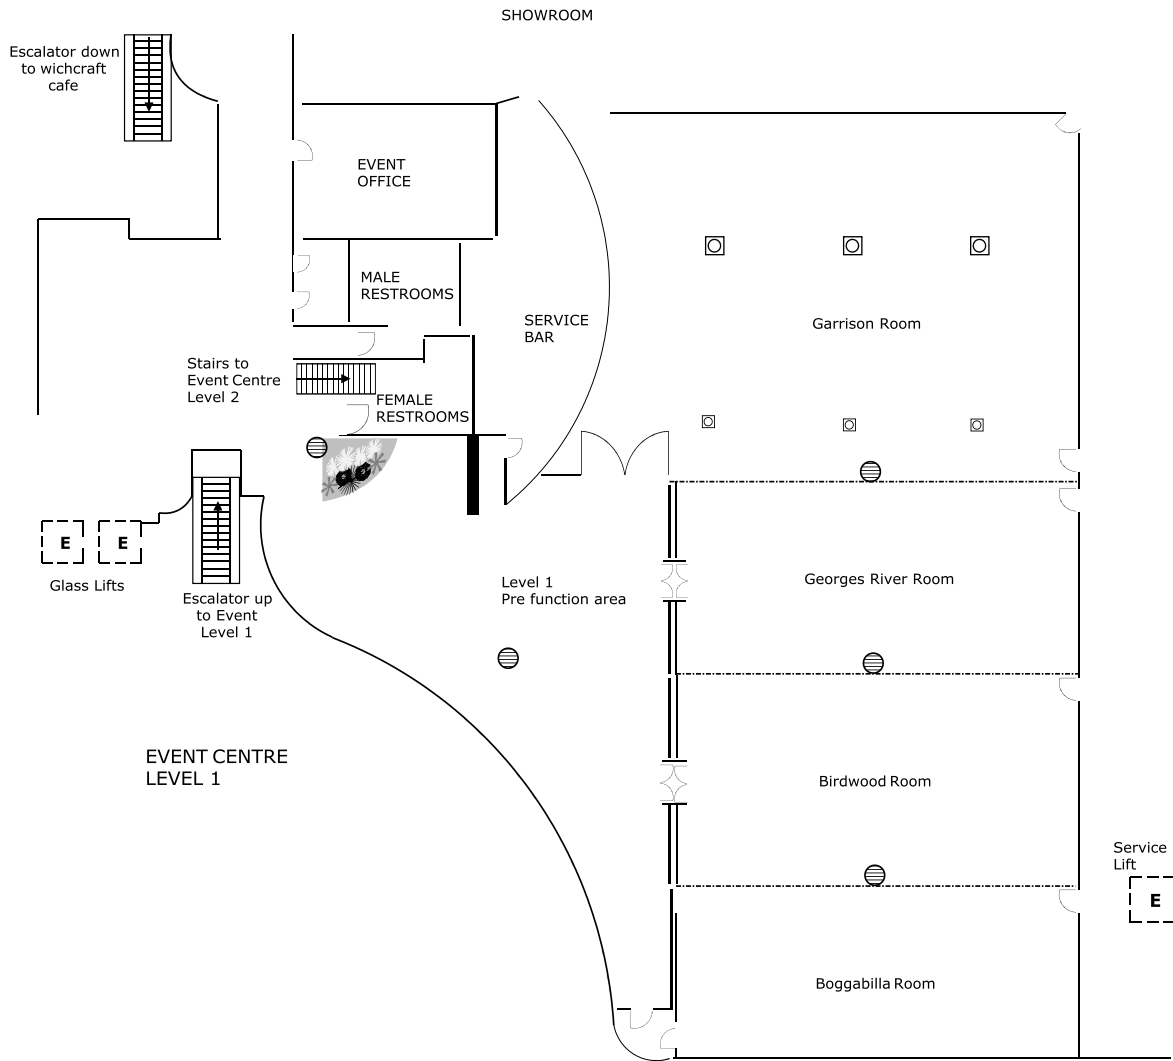 SHOWROOM
Escalator down
to wichcraft
cafe
EVENT
OFFICE
MALE
RESTROOMS
SERVICE
BAR
Garrison Room
Stairs to
Event Centre
Level 2
FEMALE
RESTROOMS
E
E
Glass Lifts
Escalator up
to Event
Level 1
Level 1
Pre function area
Georges River Room
EVENT CENTRE
LEVEL 1
Birdwood Room
Service
Lift
E
Boggabilla Room